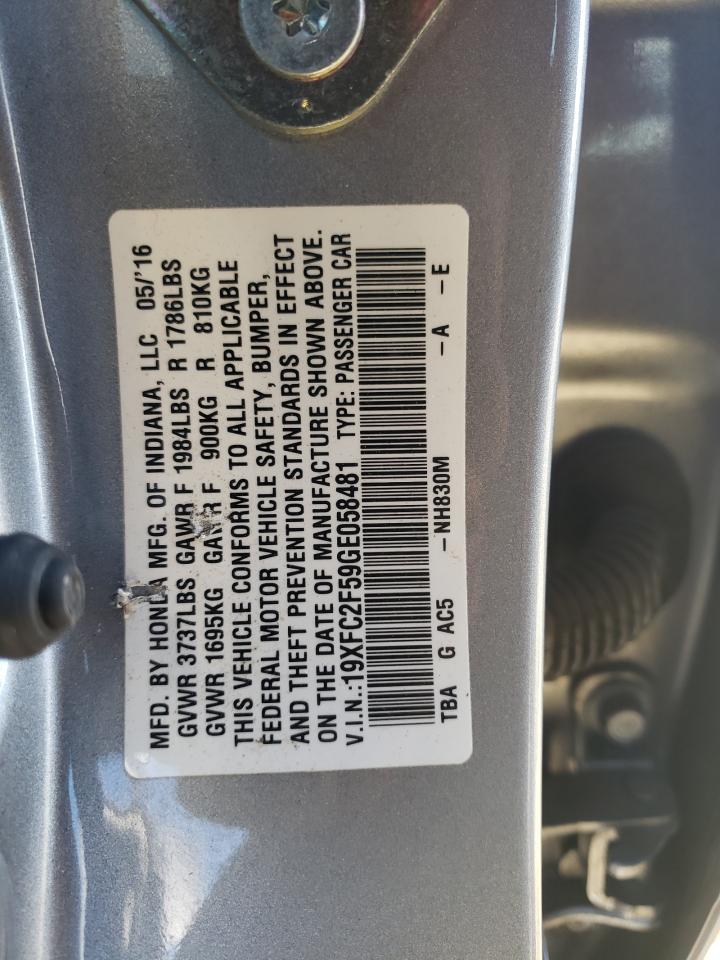 MFD. BY HONDA MFG. OF INDIANA, LLC 05/'16
GVWR 3737LBS GAWR F 1984LBS R 1786LBS
GVWR 1695KG GAWR F 900KG R 810KG
THIS VEHICLE CONFORMS TO ALL APPLICABLE
FEDERAL MOTOR VEHICLE SAFETY, BUMPER,
AND THEFT PREVENTION STANDARDS IN EFFECT
ON THE DATE OF MANUFACTURE SHOWN ABOVE.
V.I.N.:19XFC2F59GE058481 TYPE: PASSENGER CAR
TBA G AC5 - NH830M - A - E